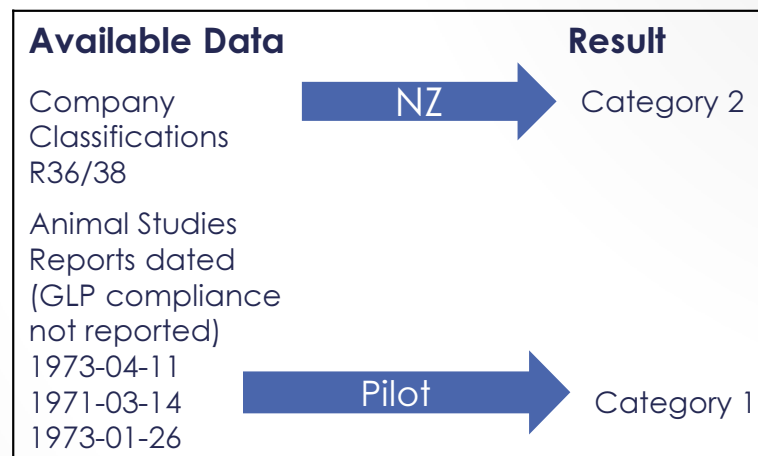 Available Data
Result
Company
Classifications
R36/38
NZ
Category 2
Animal Studies
Reports dated
(GLP compliance
not reported)
1973-04-11
1971-03-14
1973-01-26
Pilot
Category 1